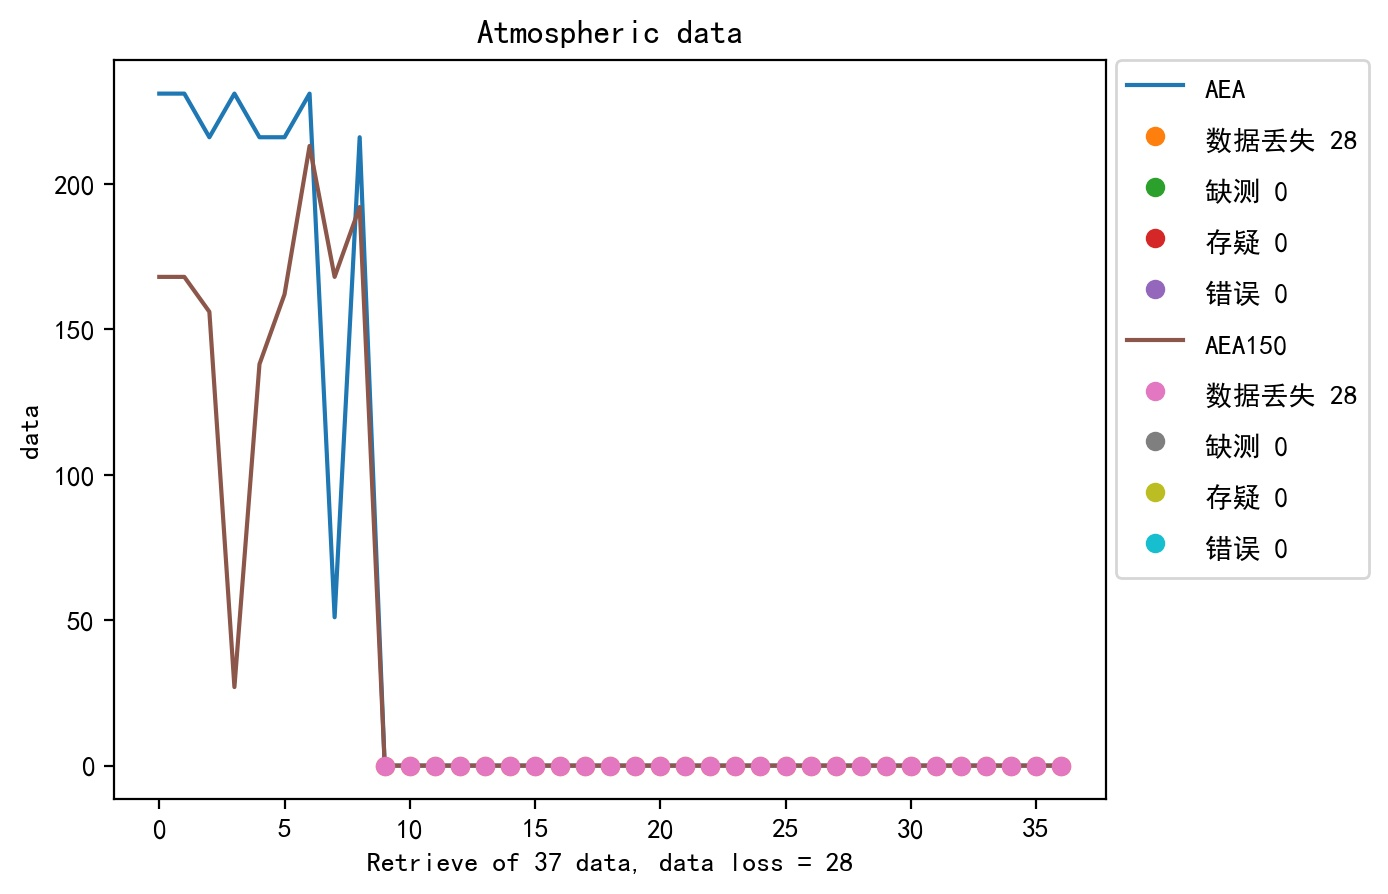 Atmospheric data
AEA
数据丢失 28
缺测 0
存疑 0
错误 0
AEA150
数据丢失 28
缺测 0
存疑 0
错误 0
data
200
150
100
50
0
0 5 10 15 20 25 30 35
Retrieve of 37 data, data loss = 28